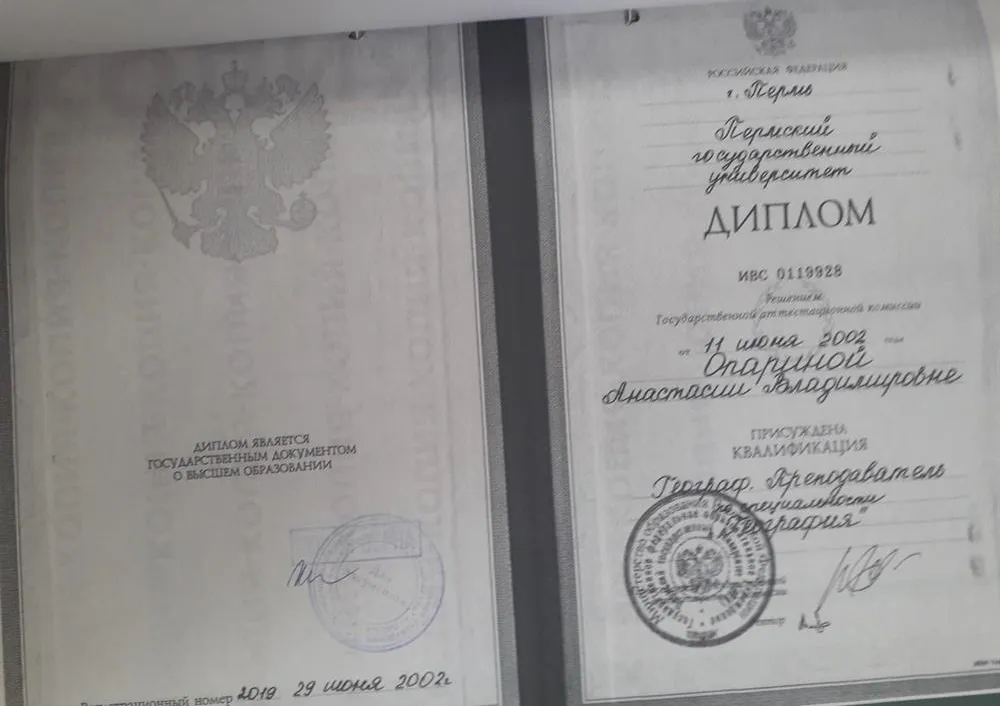 ДИПЛОМ ЯВЛЯЕТСЯ
ГОСУДАРСТВЕННЫМ ДОКУМЕНТОМ
О ВЫСШЕМ ОБРАЗОВАНИИ
Регистрационный номер 2019 29 июня 2002г
РОССИЙСКАЯ ФЕДЕРАЦИЯ
г. Пермь
Пермский
государственный
университет
ДИПЛОМ
ИВС 0119928
Решением
Государственной аттестационной комиссии
от 11 июня 2002 года
Опариной
Анастасии Владимировне
ПРИСУЖДЕНА
КВАЛИФИКАЦИЯ
Географ. Преподаватель
по специальности
"География"